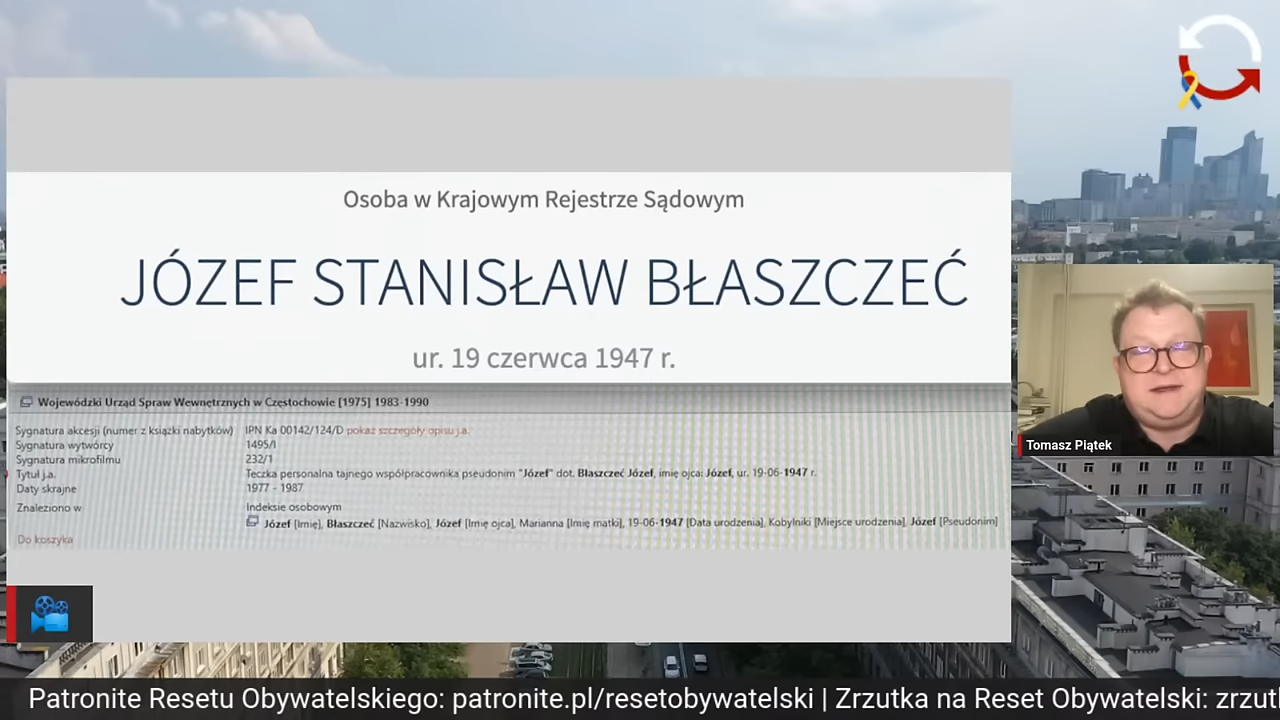 Osoba w Krajowym Rejestrze Sądowym
JÓZEF STANISŁAW BŁASZCZEĆ
ur. 19 czerwca 1947 r.
Wojewódzki Urząd Spraw Wewnętrznych w Częstochowie [1975] 1983-1990
Sygnatura akcesji (numer z książki nabytków) IPN Ka 00142/124/D pokaż szczegóły opisu j.a.
Sygnatura wytwórcy 1495/I
Sygnatura mikrofilmu 232/1
Tytuł j.a. Teczka personalna tajnego współpracownika pseudonim "Józef" dot. Błaszczeć Józef, imię ojca: Józef, ur. 19-06-1947 r.
Daty skrajne 1977 - 1987
Znaleziono w Indeksie osobowym
Józef [Imię], Błaszczeć [Nazwisko], Józef [Imię ojca], Marianna [Imię matki], 19-06-1947 [Data urodzenia], Kobylniki [Miejsce urodzenia], Józef [Pseudonim]
Do koszyka
Tomasz Piątek
Patronite Resetu Obywatelskiego: patronite.pl/resetobywatelski | Zrzutka na Reset Obywatelski: zrzut